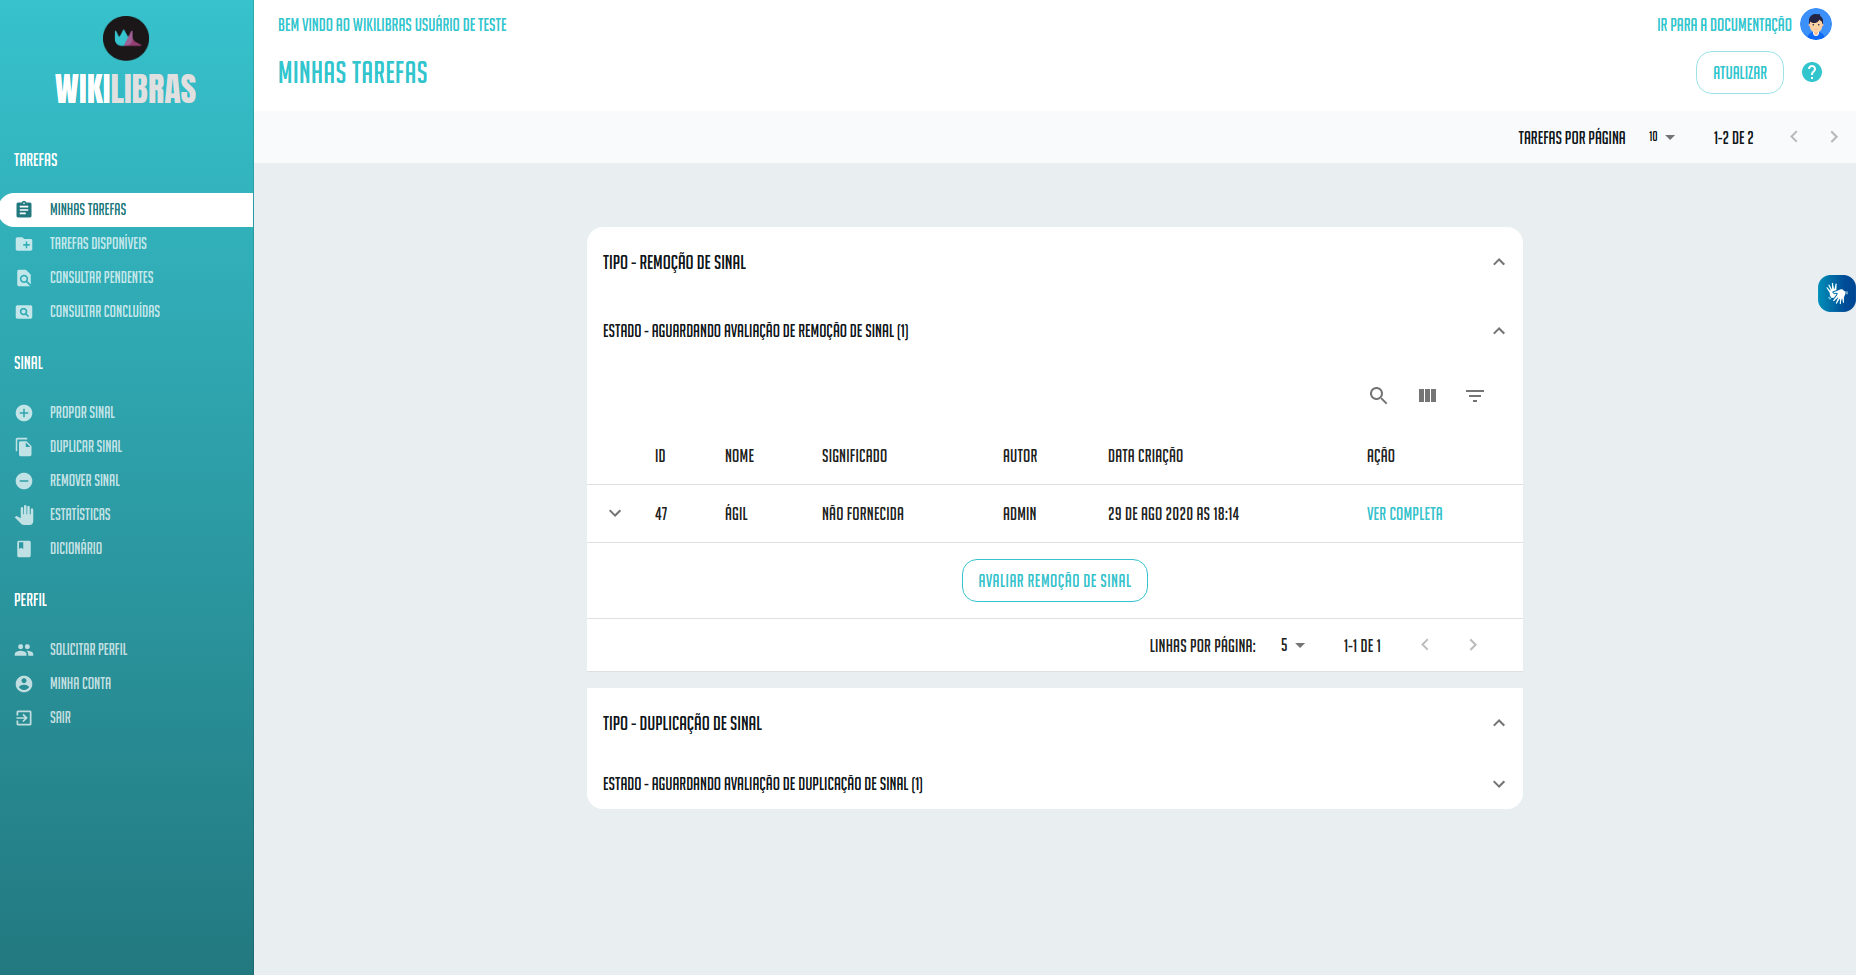 WIKILIBRAS
TAREFAS
MINHAS TAREFAS
TAREFAS DISPONÍVEIS
CONSULTAR PENDENTES
CONSULTAR CONCLUÍDAS
SINAL
PROPOR SINAL
DUPLICAR SINAL
REMOVER SINAL
ESTATÍSTICAS
DICIONÁRIO
PERFIL
SOLICITAR PERFIL
MINHA CONTA
SAIR
BEM VINDO AO WIKILIBRAS USUÁRIO DE TESTE
IR PARA A DOCUMENTAÇÃO
MINHAS TAREFAS
ATUALIZAR
?
TAREFAS POR PÁGINA 10 1-2 DE 2
TIPO - REMOÇÃO DE SINAL
ESTADO - AGUARDANDO AVALIAÇÃO DE REMOÇÃO DE SINAL (1)
ID NOME SIGNIFICADO AUTOR DATA CRIAÇÃO AÇÃO
47 ÁGIL NÃO FORNECIDA ADMIN 29 DE AGO 2020 AS 18:14 VER COMPLETA
AVALIAR REMOÇÃO DE SINAL
LINHAS POR PÁGINA: 5 1-1 DE 1
TIPO - DUPLICAÇÃO DE SINAL
ESTADO - AGUARDANDO AVALIAÇÃO DE DUPLICAÇÃO DE SINAL (1)